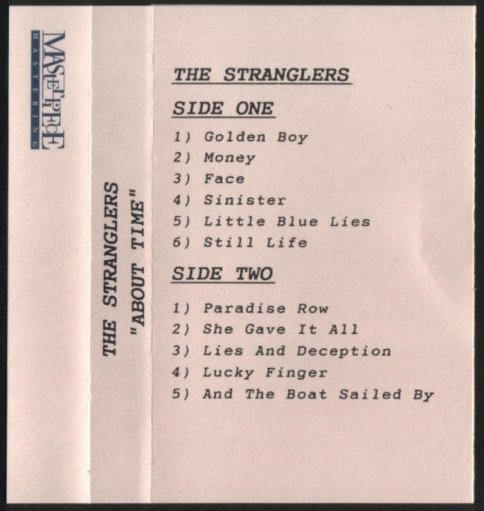 MASTERPIECE
MASTERING
THE STRANGLERS
"ABOUT TIME"
THE STRANGLERS
SIDE ONE
1) Golden Boy
2) Money
3) Face
4) Sinister
5) Little Blue Lies
6) Still Life
SIDE TWO
1) Paradise Row
2) She Gave It All
3) Lies And Deception
4) Lucky Finger
5) And The Boat Sailed By